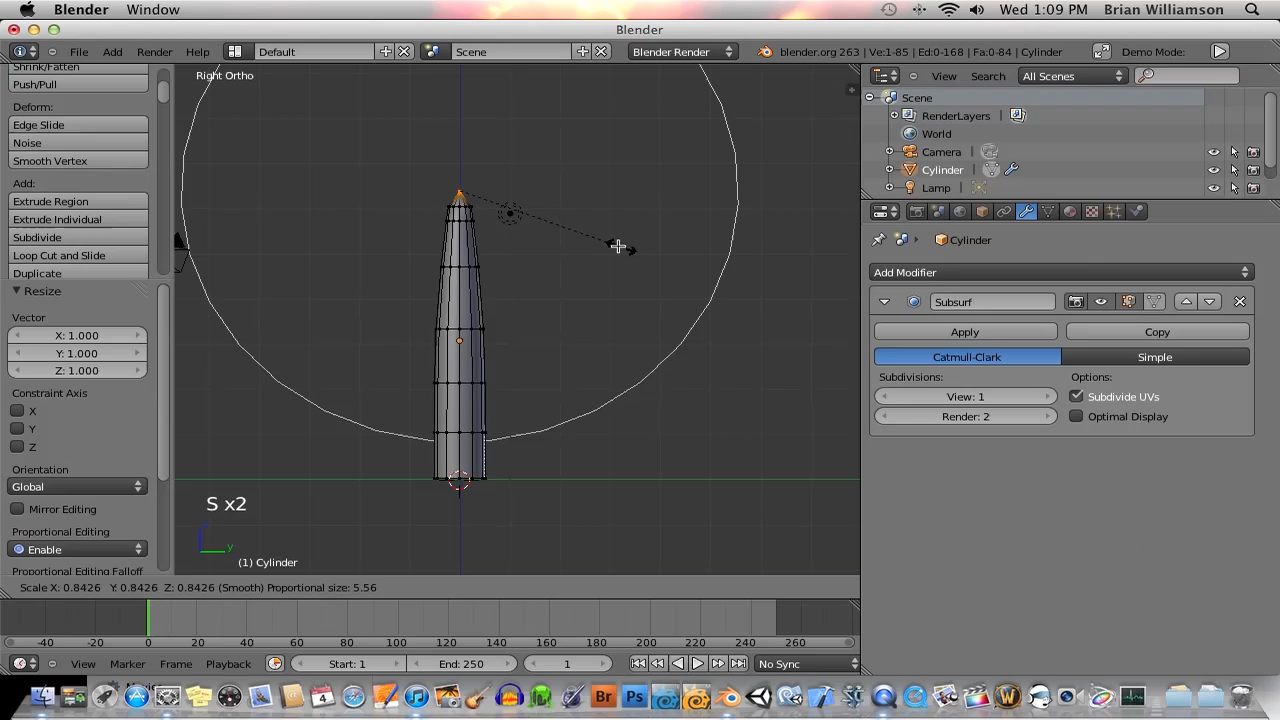 Blender Window Wed 1:09 PM Brian Williamson
Blender
File Add Render Help Default Scene Blender Render blender.org 263 | Ve:1-85 | Ed:0-168 | Fa:0-84 | Cylinder Demo Mode:
Shrink/Fatten
Push/Pull
Deform:
Edge Slide
Noise
Smooth Vertex
Add:
Extrude Region
Extrude Individual
Subdivide
Loop Cut and Slide
Duplicate
Resize
Vector
X: 1.000
Y: 1.000
Z: 1.000
Constraint Axis
X
Y
Z
Orientation
Global
Mirror Editing
Proportional Editing
Enable
Proportional Editing Falloff
Right Ortho
S x2
y
(1) Cylinder
Scale X: 0.8426 Y: 0.8426 Z: 0.8426 (Smooth) Proportional size: 5.56
View Search All Scenes
Scene
RenderLayers
World
Camera
Cylinder
Lamp
Cylinder
Add Modifier
Subsurf
Apply Copy
Catmull-Clark Simple
Subdivisions: Options:
View: 1 Subdivide UVs
Render: 2 Optimal Display
-40 -20 0 20 40 60 80 100 120 140 160 180 200 220 240 260
View Marker Frame Playback Start: 1 End: 250 1 No Sync
4 Br Ps